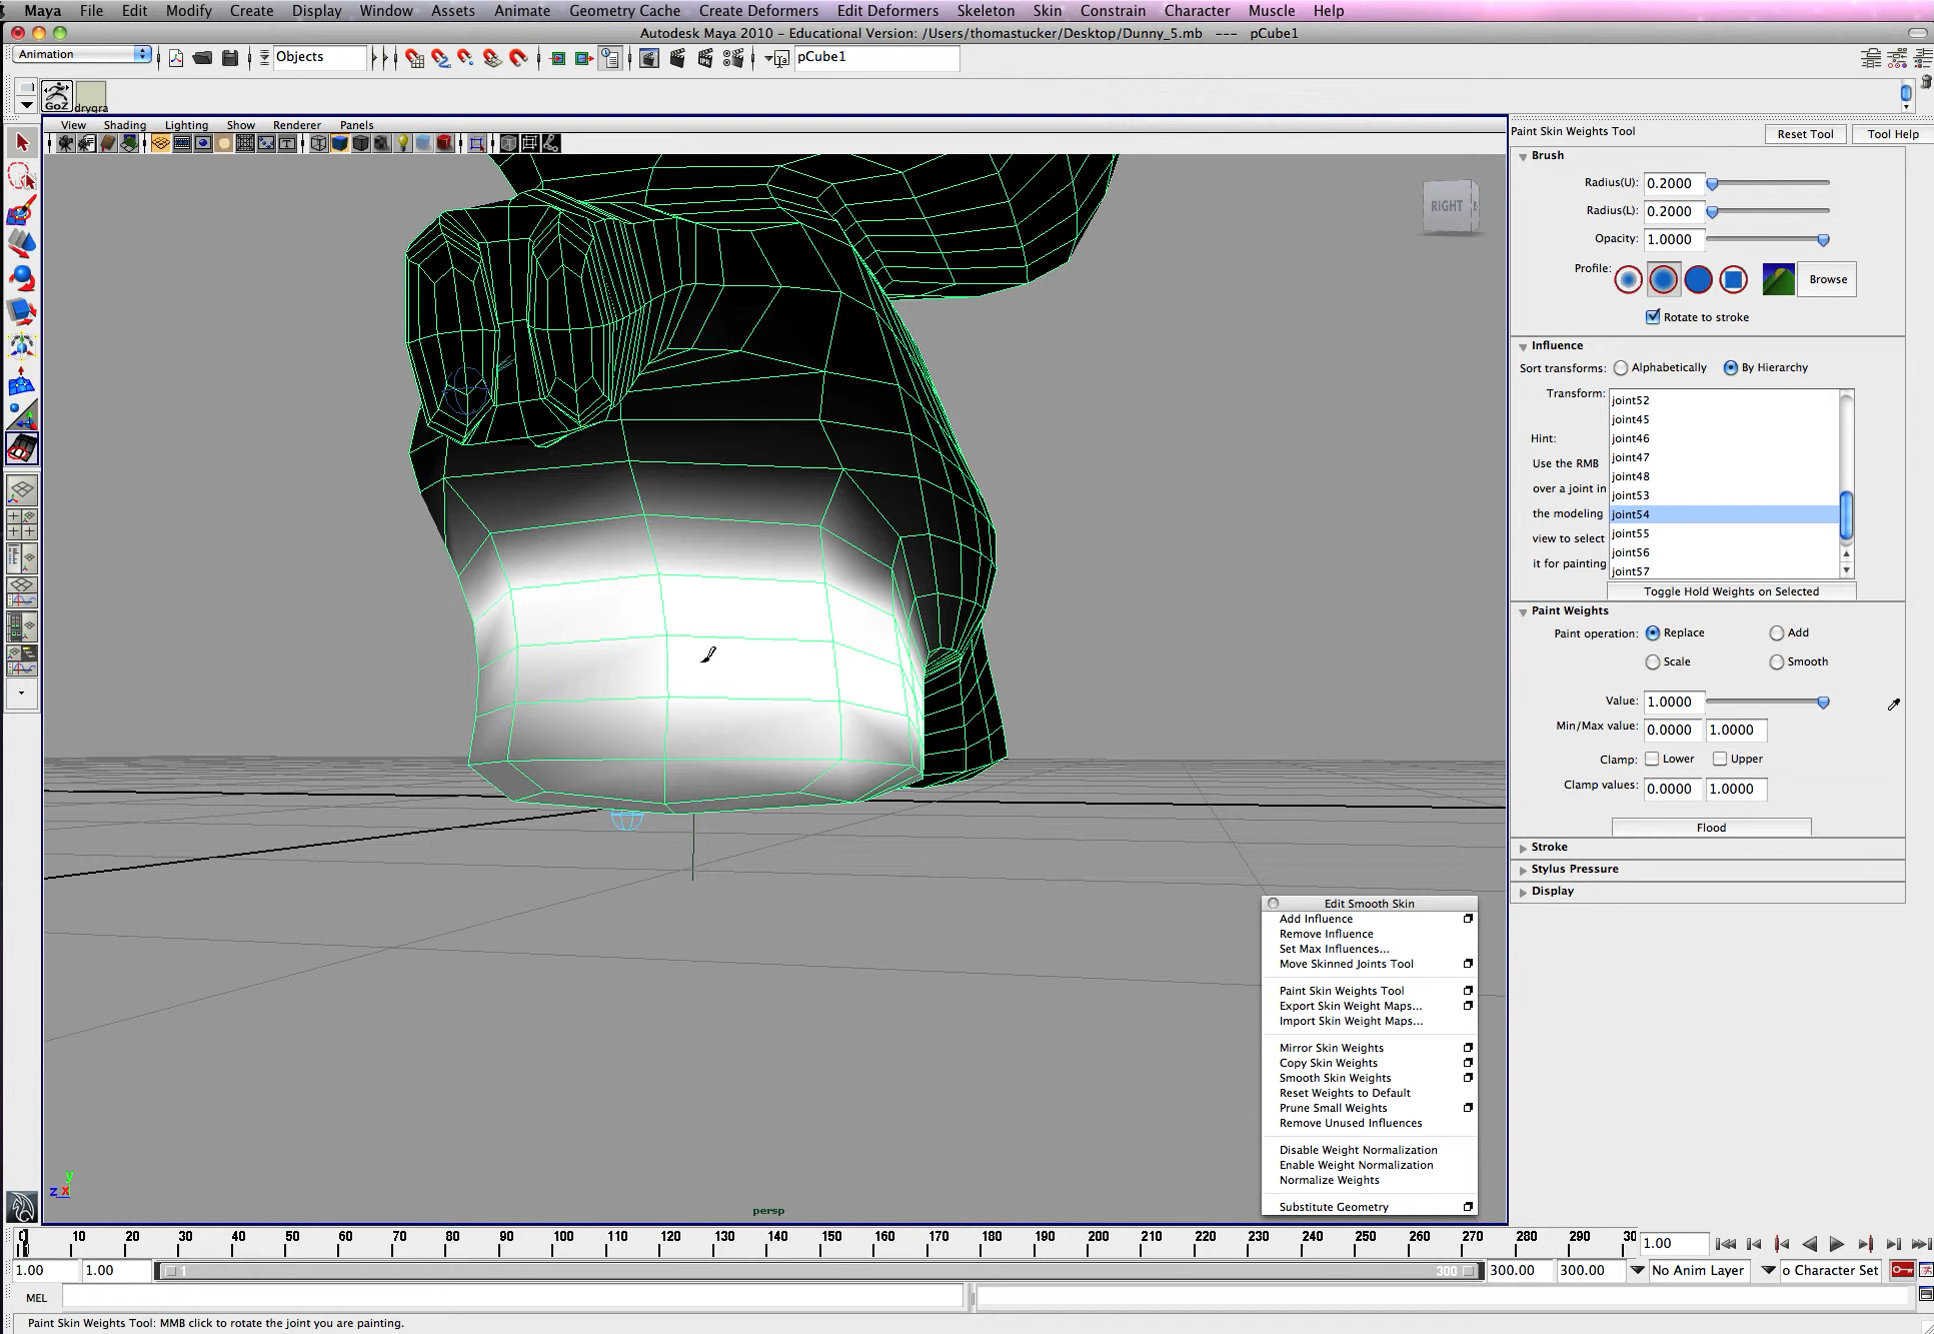 Maya File Edit Modify Create Display Window Assets Animate Geometry Cache Create Deformers Edit Deformers Skeleton Skin Constrain Character Muscle Help
Autodesk Maya 2010 - Educational Version: /Users/thomastucker/Desktop/Dunny_5.mb --- pCube1
Animation Objects pCube1
GoZ drygra
View Shading Lighting Show Renderer Panels
RIGHT
Paint Skin Weights Tool Reset Tool Tool Help
Brush
Radius(U): 0.2000
Radius(L): 0.2000
Opacity: 1.0000
Profile: Browse
Rotate to stroke
Influence
Sort transforms: Alphabetically By Hierarchy
Transform:
joint52
joint45
Hint: joint46
Use the RMB joint47
joint48
over a joint in joint53
the modeling joint54
view to select joint55
it for painting joint56
joint57
Toggle Hold Weights on Selected
Paint Weights
Paint operation: Replace Add
Scale Smooth
Value: 1.0000
Min/Max value: 0.0000 1.0000
Clamp: Lower Upper
Clamp values: 0.0000 1.0000
Flood
Stroke
Stylus Pressure
Display
Edit Smooth Skin
Add Influence
Remove Influence
Set Max Influences...
Move Skinned Joints Tool
Paint Skin Weights Tool
Export Skin Weight Maps...
Import Skin Weight Maps...
Mirror Skin Weights
Copy Skin Weights
Smooth Skin Weights
Reset Weights to Default
Prune Small Weights
Remove Unused Influences
Disable Weight Normalization
Enable Weight Normalization
Normalize Weights
Substitute Geometry
y
z x
persp
10 20 30 40 50 60 70 80 90 100 110 120 130 140 150 160 170 180 190 200 210 220 230 240 250 260 270 280 290 30 1.00
1.00 1.00 1 300 300.00 300.00 No Anim Layer o Character Set
MEL
Paint Skin Weights Tool: MMB click to rotate the joint you are painting.